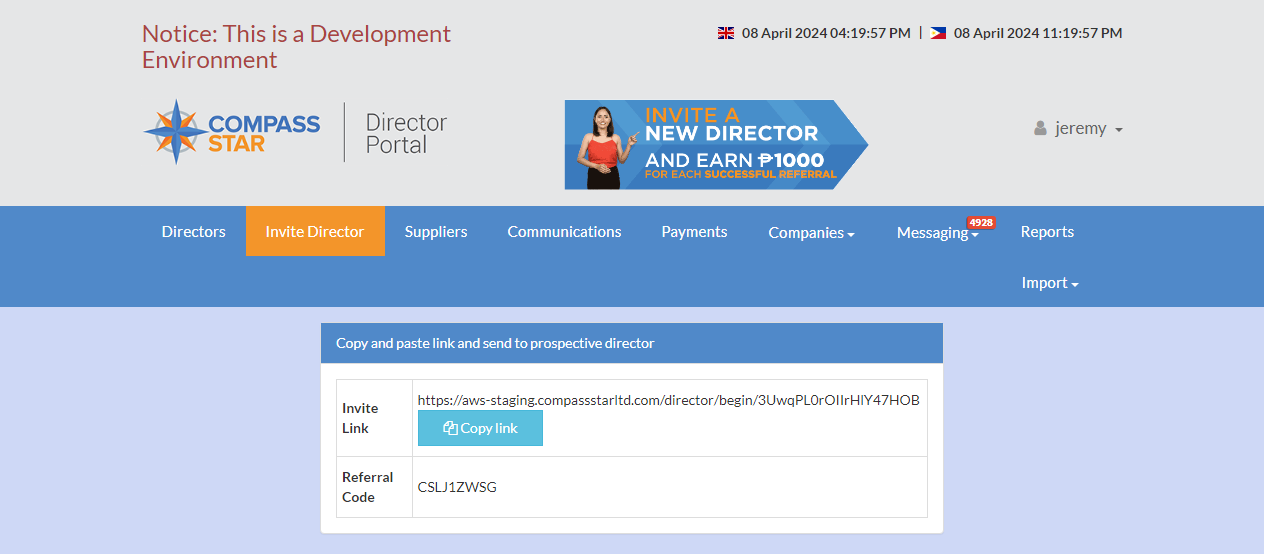 Notice: This is a Development
Environment
08 April 2024 04:19:57 PM | 08 April 2024 11:19:57 PM
COMPASS
STAR
Director
Portal
INVITE A
NEW DIRECTOR
AND EARN ₱1000
FOR EACH SUCCESSFUL REFERRAL
jeremy
Directors
Invite Director
Suppliers
Communications
Payments
Companies
Messaging
4928
Reports
Import
Copy and paste link and send to prospective director
Invite
Link
https://aws-staging.compassstarltd.com/director/begin/3UwqPL0rOIIrHlY47HOB
Copy link
Referral
Code
CSLJ1ZWSG